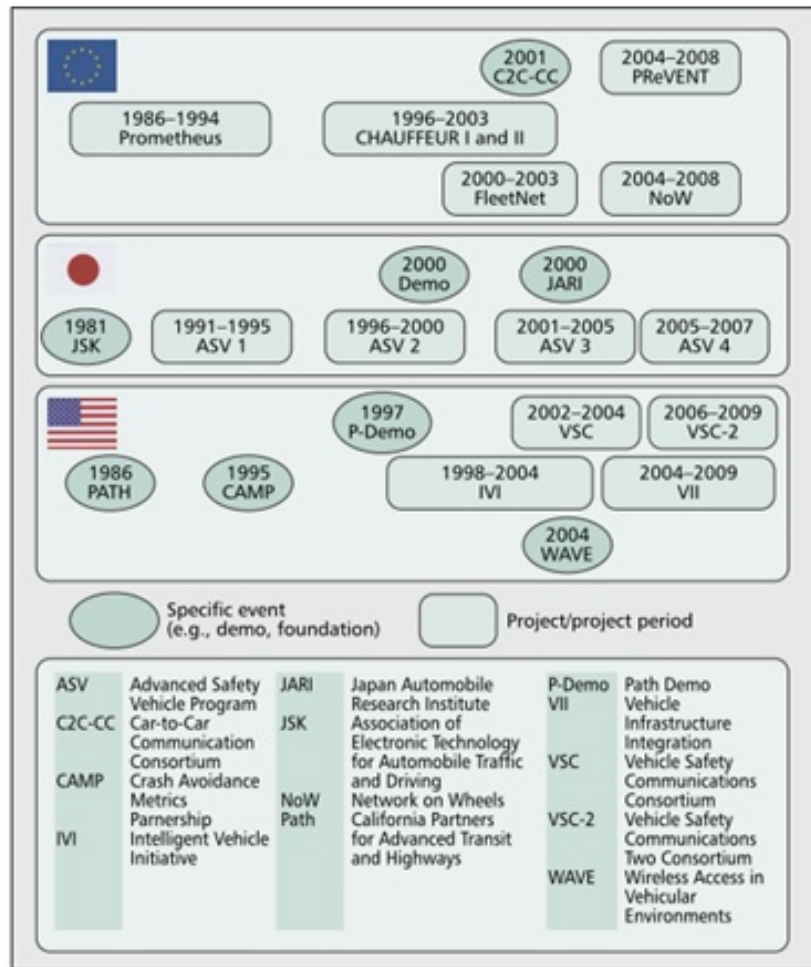 2001
C2C-CC
2004–2008
PReVENT
1986–1994
Prometheus
1996–2003
CHAUFFEUR I and II
2000–2003
FleetNet
2004–2008
NoW
2000
Demo
2000
JARI
1981
JSK
1991–1995
ASV 1
1996–2000
ASV 2
2001–2005
ASV 3
2005–2007
ASV 4
1997
P-Demo
2002–2004
VSC
2006–2009
VSC-2
1986
PATH
1995
CAMP
1998–2004
IVI
2004–2009
VII
2004
WAVE
Specific event
(e.g., demo, foundation)
Project/project period
ASV Advanced Safety
Vehicle Program
C2C-CC Car-to-Car
Communication
Consortium
CAMP Crash Avoidance
Metrics
Parnership
IVI Intelligent Vehicle
Initiative
JARI Japan Automobile
Research Institute
JSK Association of
Electronic Technology
for Automobile Traffic
and Driving
NoW Network on Wheels
Path California Partners
for Advanced Transit
and Highways
P-Demo Path Demo
VII Vehicle
Infrastructure
Integration
VSC Vehicle Safety
Communications
Consortium
VSC-2 Vehicle Safety
Communications
Two Consortium
WAVE Wireless Access in
Vehicular
Environments